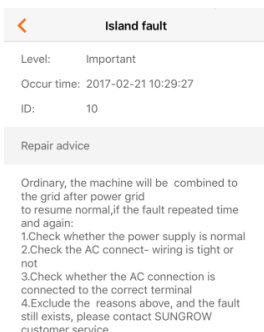 Island fault
Level: Important
Occur time: 2017-02-21 10:29:27
ID: 10
Repair advice
Ordinary, the machine will be combined to
the grid after power grid
to resume normal,if the fault repeated time
and again:
1.Check whether the power supply is normal
2.Check the AC connect- wiring is tight or
not
3.Check whether the AC connection is
connected to the correct terminal
4.Exclude the reasons above, and the fault
still exists, please contact SUNGROW
customer service